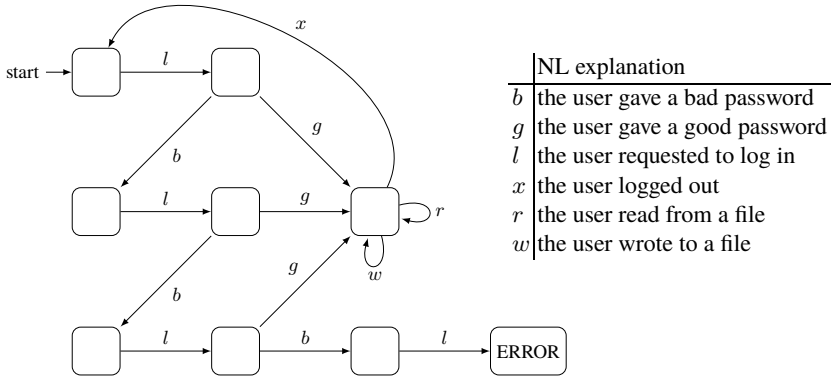 x
start
l
g
b
l
g
r
w
g
b
l
b
l
ERROR
NL explanation
b the user gave a bad password
g the user gave a good password
l the user requested to log in
x the user logged out
r the user read from a file
w the user wrote to a file